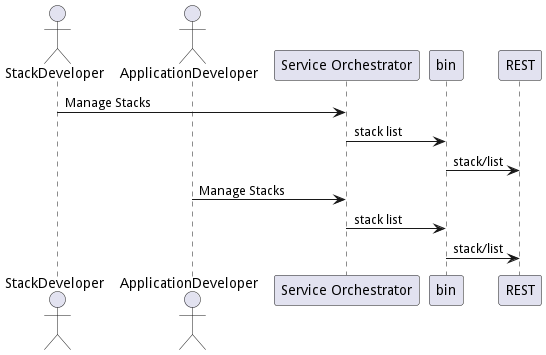 StackDeveloper
ApplicationDeveloper
Service Orchestrator
bin
REST
Manage Stacks
stack list
stack/list
Manage Stacks
stack list
stack/list
StackDeveloper
ApplicationDeveloper
Service Orchestrator
bin
REST